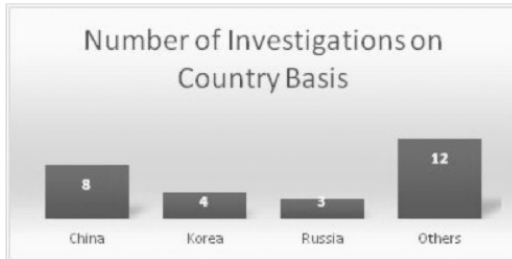 Number of Investigations on
Country Basis
8
4
3
12
China
Korea
Russia
Others